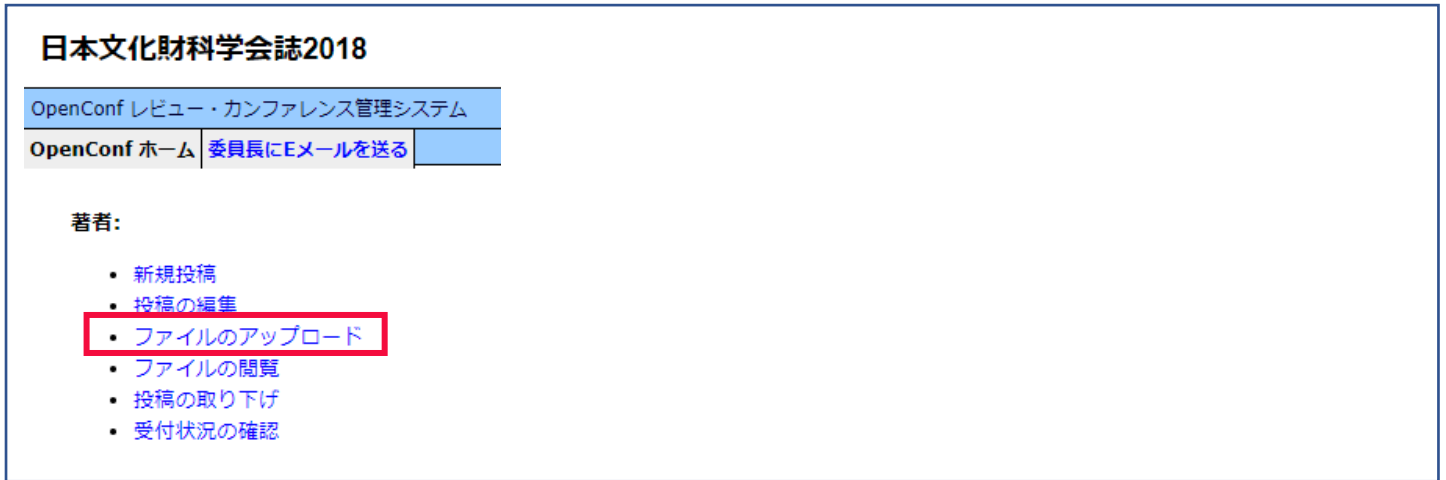 日本文化財科学会誌2018
OpenConf レビュー・カンファレンス管理システム
OpenConf ホーム 委員長にEメールを送る
著者:
• 新規投稿
• 投稿の編集
• ファイルのアップロード
• ファイルの閲覧
• 投稿の取り下げ
• 受付状況の確認